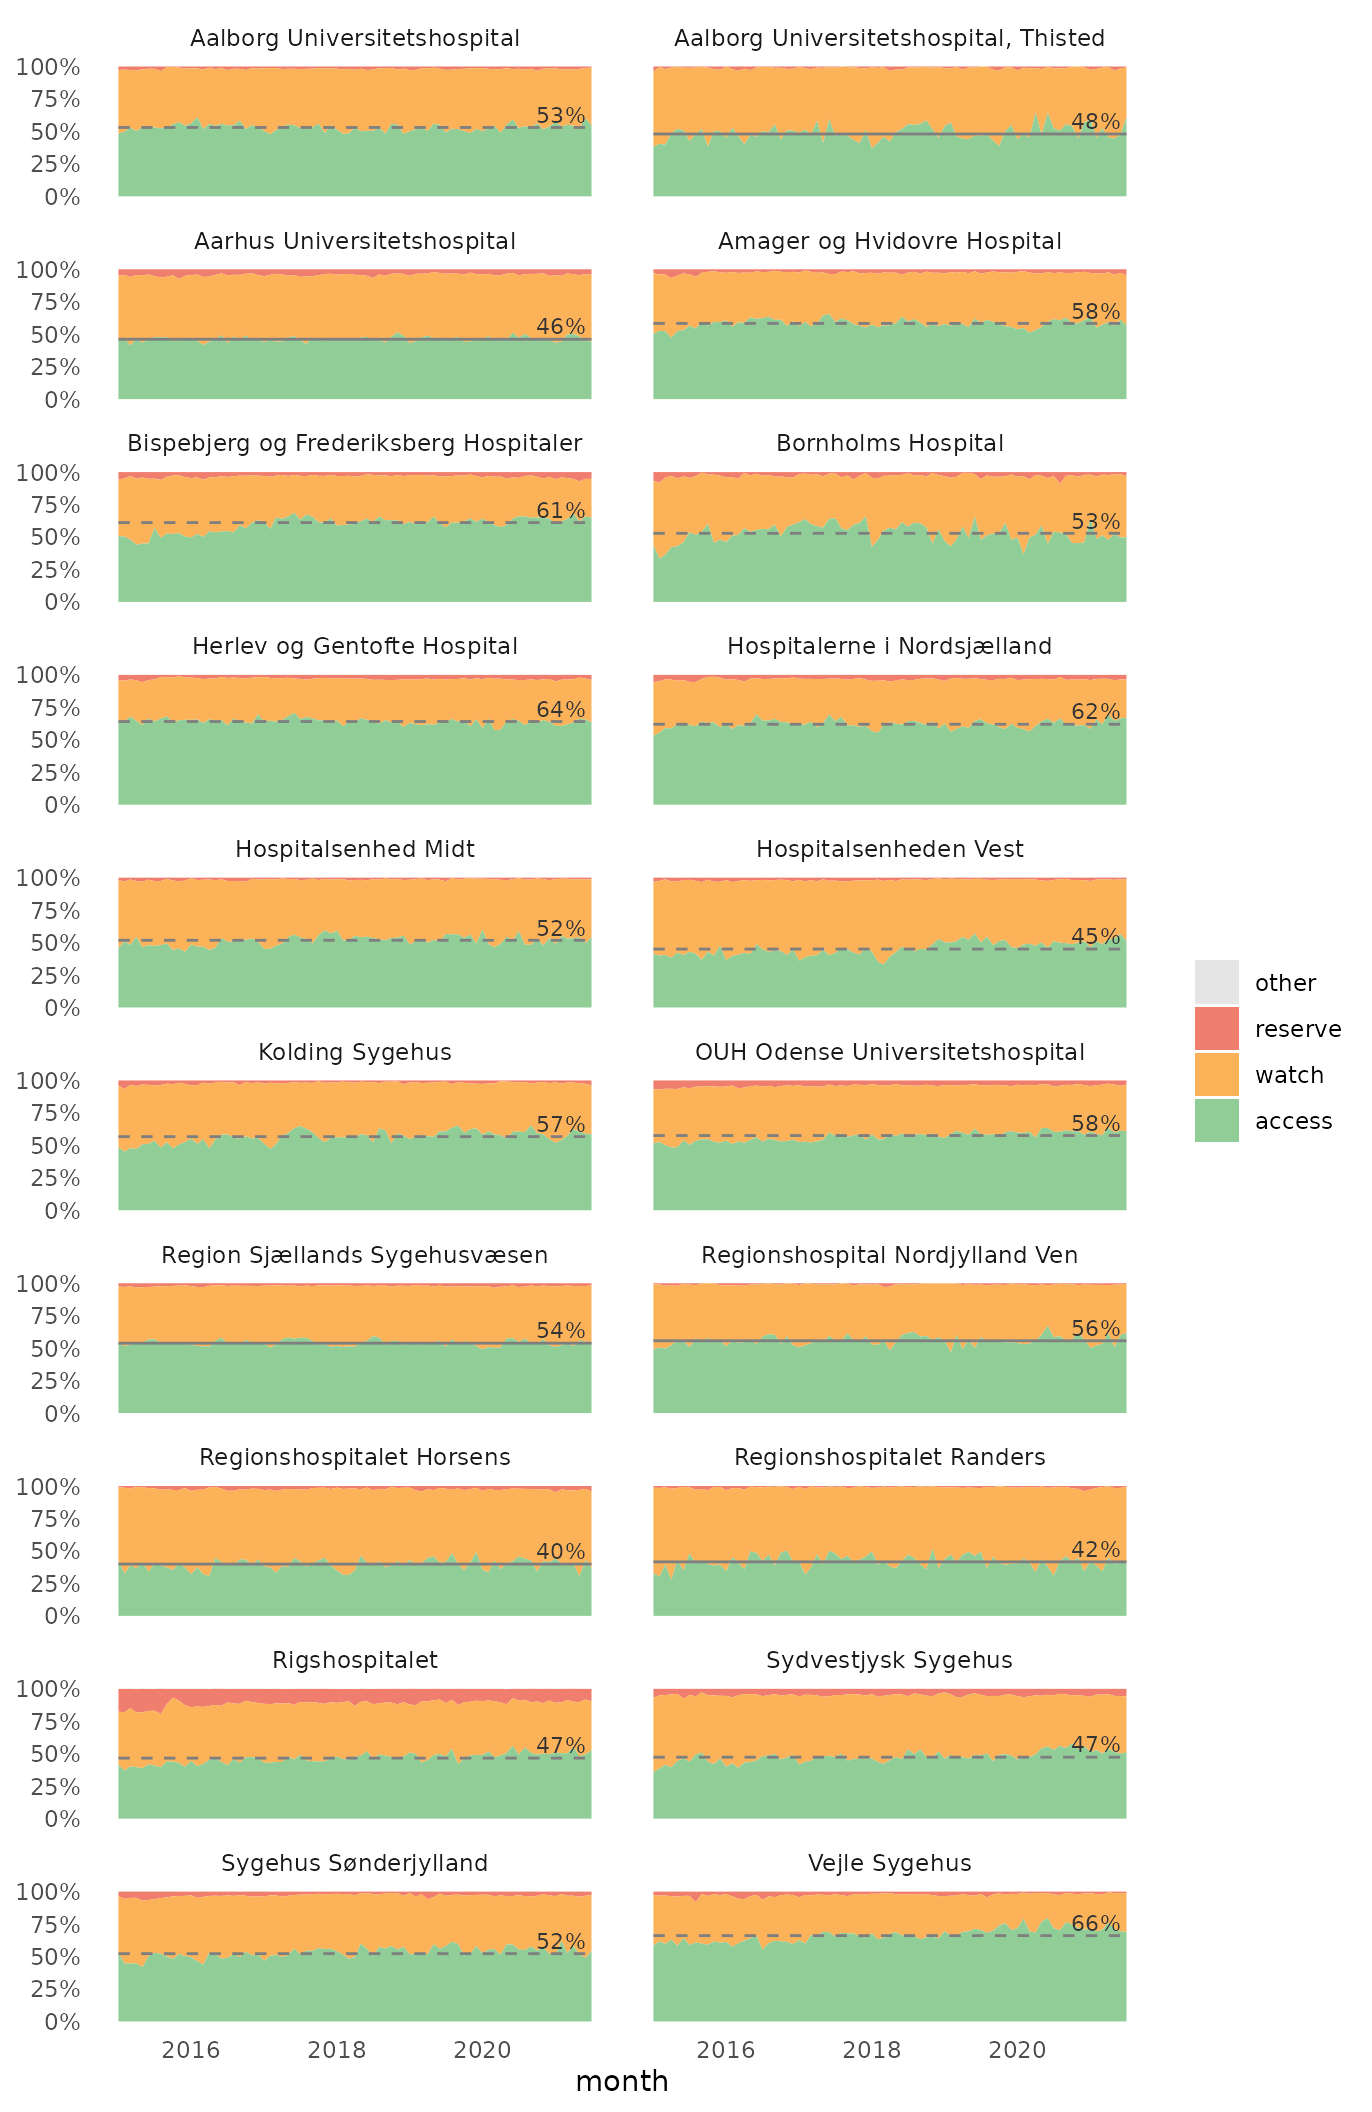 Aalborg Universitetshospital
Aalborg Universitetshospital, Thisted
100%
75%
50%
25%
0%
53%
48%
Aarhus Universitetshospital
Amager og Hvidovre Hospital
100%
75%
50%
25%
0%
46%
58%
Bispebjerg og Frederiksberg Hospitaler
Bornholms Hospital
100%
75%
50%
25%
0%
61%
53%
Herlev og Gentofte Hospital
Hospitalerne i Nordsjælland
100%
75%
50%
25%
0%
64%
62%
Hospitalsenhed Midt
Hospitalsenheden Vest
100%
75%
50%
25%
0%
52%
45%
Kolding Sygehus
OUH Odense Universitetshospital
100%
75%
50%
25%
0%
57%
58%
Region Sjællands Sygehusvæsen
Regionshospital Nordjylland Ven
100%
75%
50%
25%
0%
54%
56%
Regionshospitalet Horsens
Regionshospitalet Randers
100%
75%
50%
25%
0%
40%
42%
Rigshospitalet
Sydvestjysk Sygehus
100%
75%
50%
25%
0%
47%
47%
Sygehus Sønderjylland
Vejle Sygehus
100%
75%
50%
25%
0%
52%
66%
2016 2018 2020
2016 2018 2020
month
other
reserve
watch
access